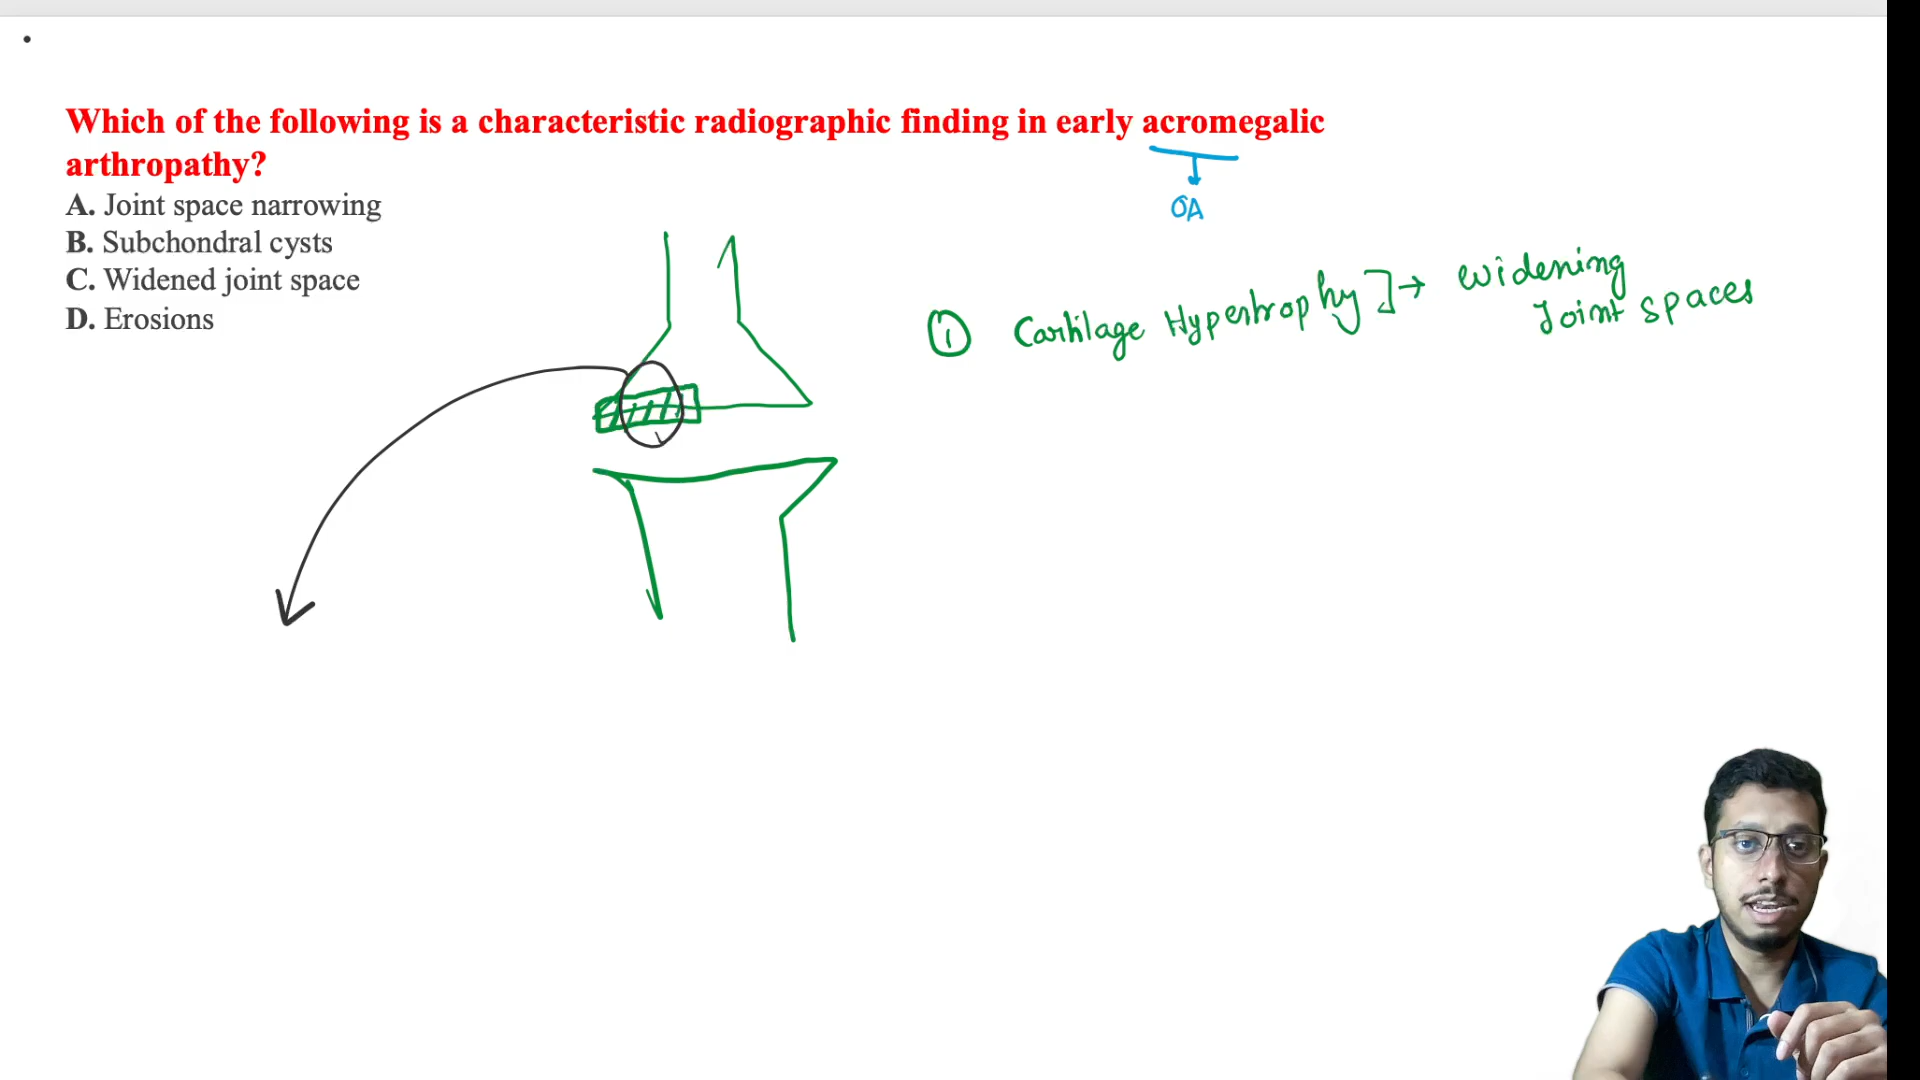 Which of the following is a characteristic radiographic finding in early acromegalic
arthropathy?
A. Joint space narrowing
B. Subchondral cysts
C. Widened joint space
D. Erosions
OA
① Carhilage Hypertrophy ] → widening
Joint spaces